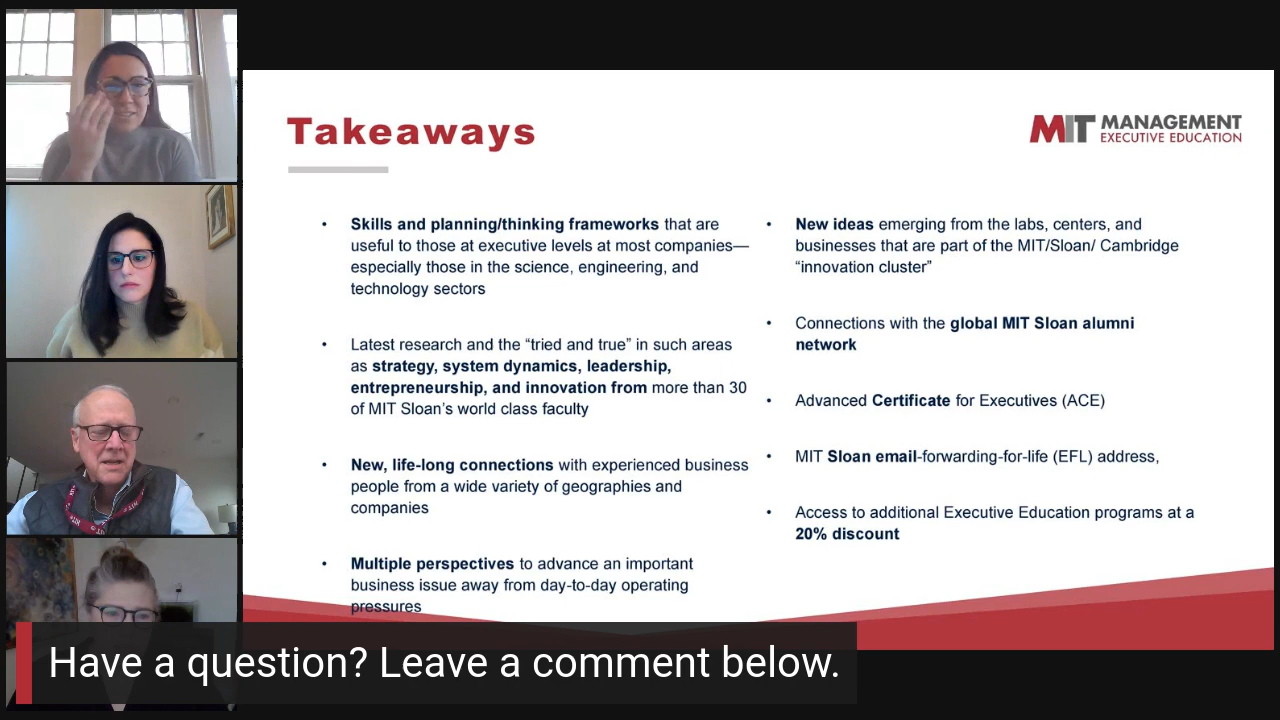 Takeaways
MIT MANAGEMENT
EXECUTIVE EDUCATION
• Skills and planning/thinking frameworks that are
useful to those at executive levels at most companies—
especially those in the science, engineering, and
technology sectors
• Latest research and the “tried and true” in such areas
as strategy, system dynamics, leadership,
entrepreneurship, and innovation from more than 30
of MIT Sloan’s world class faculty
• New, life-long connections with experienced business
people from a wide variety of geographies and
companies
• Multiple perspectives to advance an important
business issue away from day-to-day operating
pressures
• New ideas emerging from the labs, centers, and
businesses that are part of the MIT/Sloan/ Cambridge
“innovation cluster”
• Connections with the global MIT Sloan alumni
network
• Advanced Certificate for Executives (ACE)
• MIT Sloan email-forwarding-for-life (EFL) address,
• Access to additional Executive Education programs at a
20% discount
Have a question? Leave a comment below.